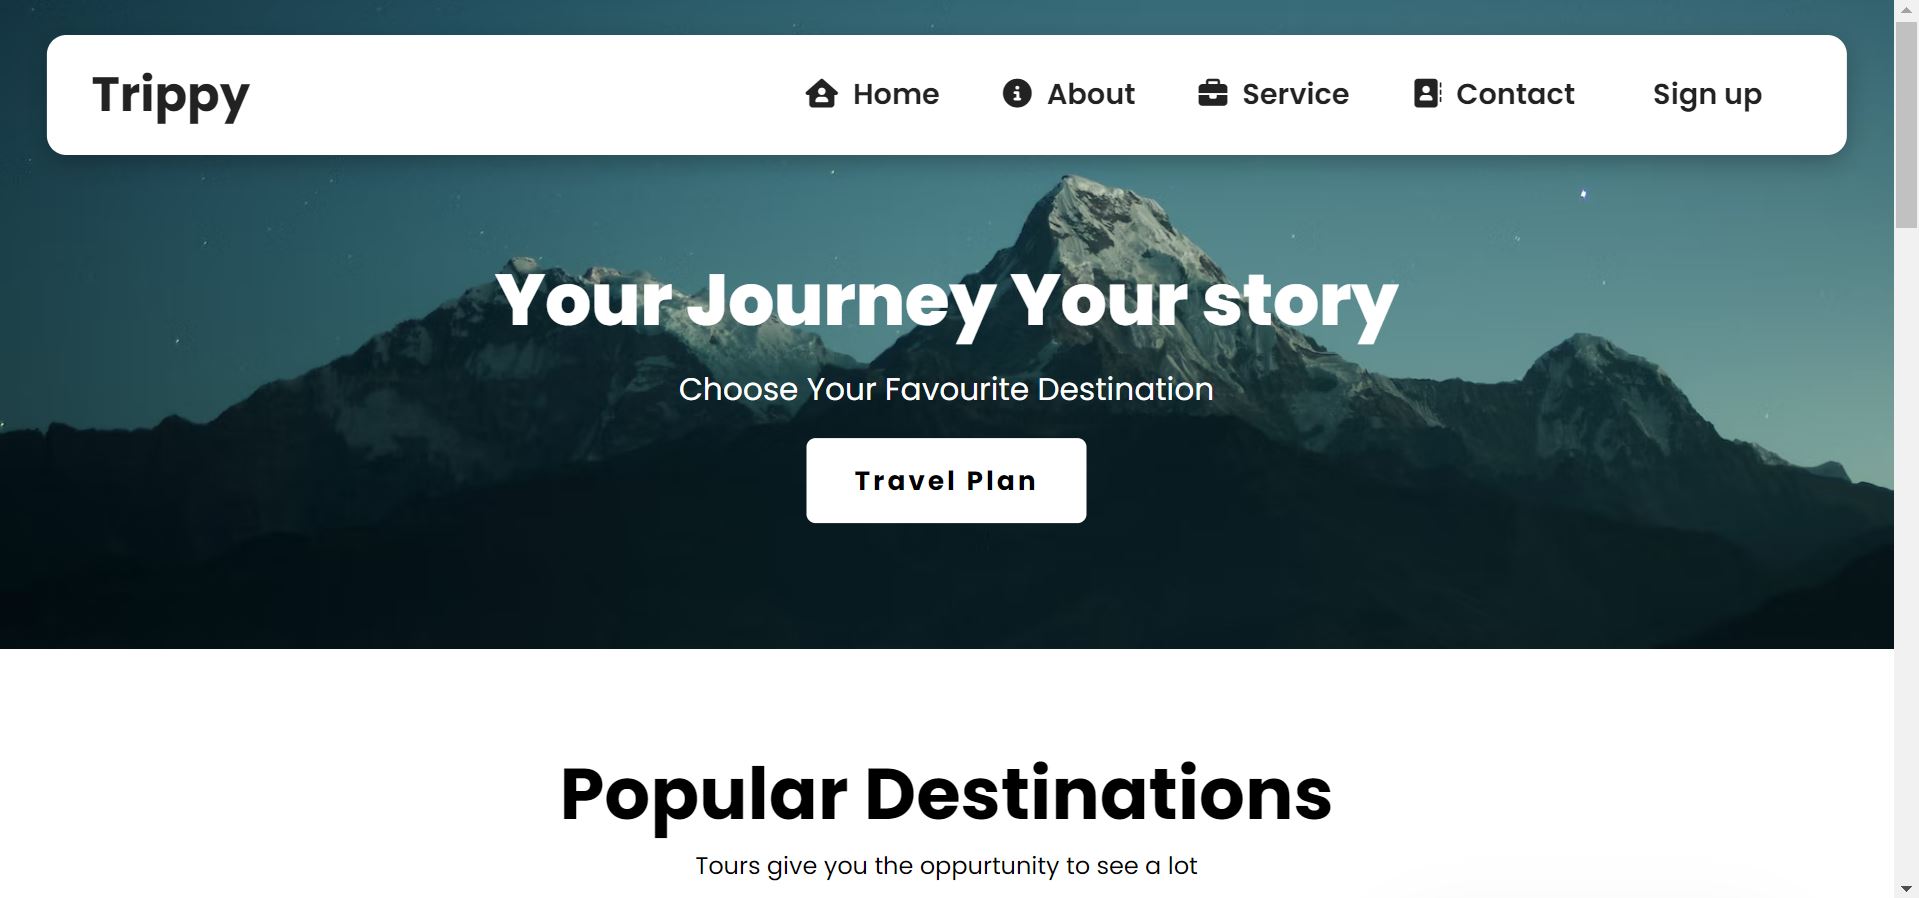 Trippy
Home About Service Contact Sign up
Your Journey Your story
Choose Your Favourite Destination
Travel Plan
Popular Destinations
Tours give you the oppurtunity to see a lot